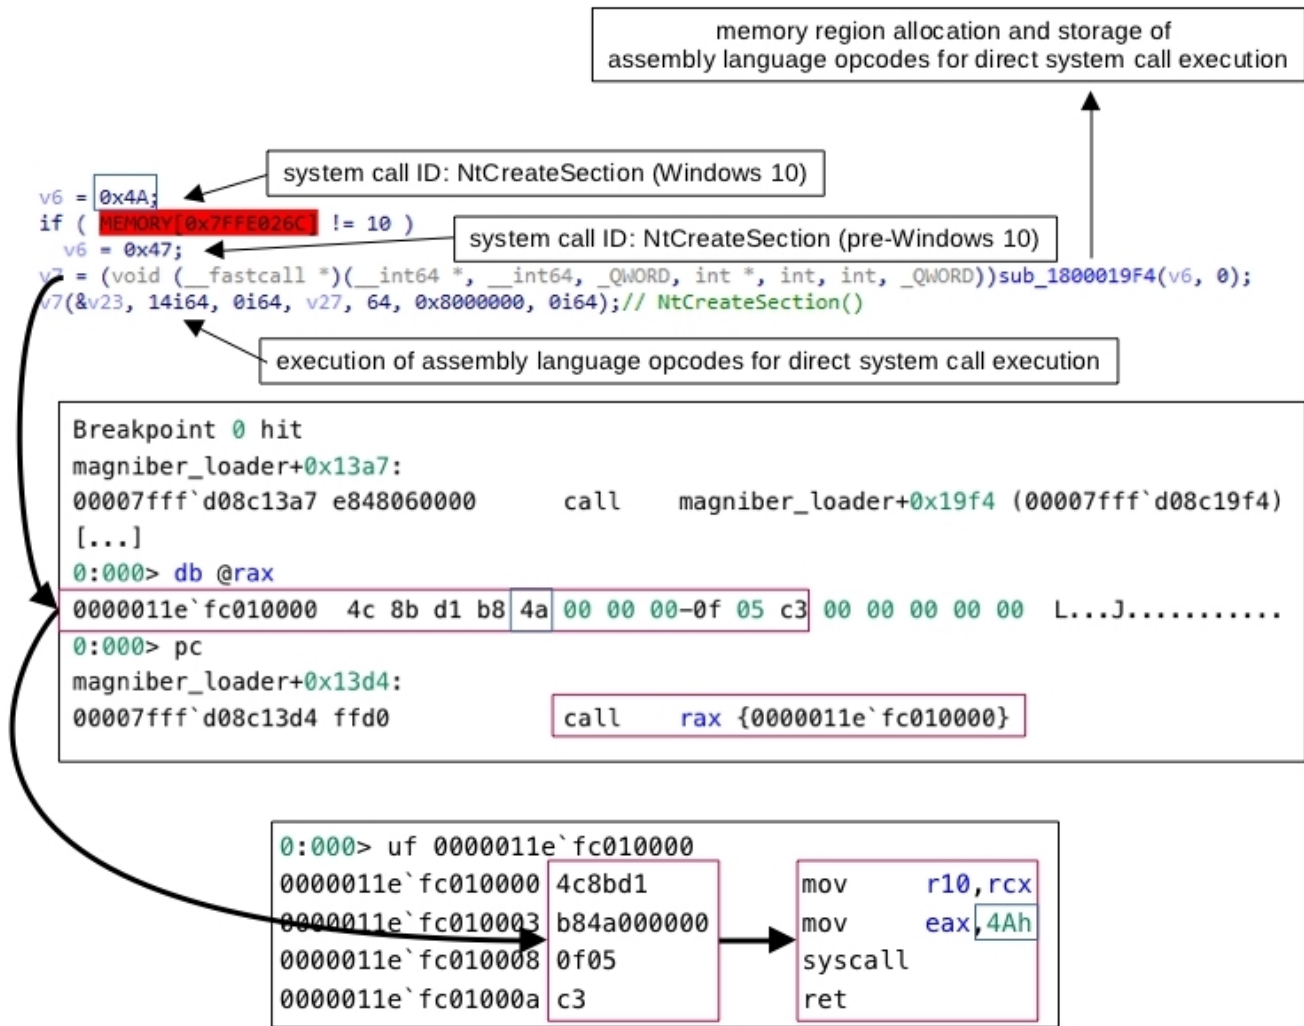 memory region allocation and storage of
assembly language opcodes for direct system call execution
system call ID: NtCreateSection (Windows 10)
v6 = 0x4A;
if ( MEMORY[0x7FFE026C] != 10 )
system call ID: NtCreateSection (pre-Windows 10)
v6 = 0x47;
v7 = (void (__fastcall *)(__int64 *, __int64, _QWORD, int *, int, int, _QWORD))sub_1800019F4(v6, 0);
v7(&v23, 14i64, 0i64, v27, 64, 0x8000000, 0i64);// NtCreateSection()
execution of assembly language opcodes for direct system call execution
Breakpoint 0 hit
magniber_loader+0x13a7:
00007fff`d08c13a7 e848060000 call magniber_loader+0x19f4 (00007fff`d08c19f4)
[...]
0:000> db @rax
0000011e`fc010000 4c 8b d1 b8 4a 00 00 00-0f 05 c3 00 00 00 00 00 L...J...........
0:000> pc
magniber_loader+0x13d4:
00007fff`d08c13d4 ffd0 call rax {0000011e`fc010000}
0:000> uf 0000011e`fc010000
0000011e`fc010000 4c8bd1 mov r10,rcx
0000011e`fc010003 b84a000000 mov eax,4Ah
0000011e`fc010008 0f05 syscall
0000011e`fc01000a c3 ret